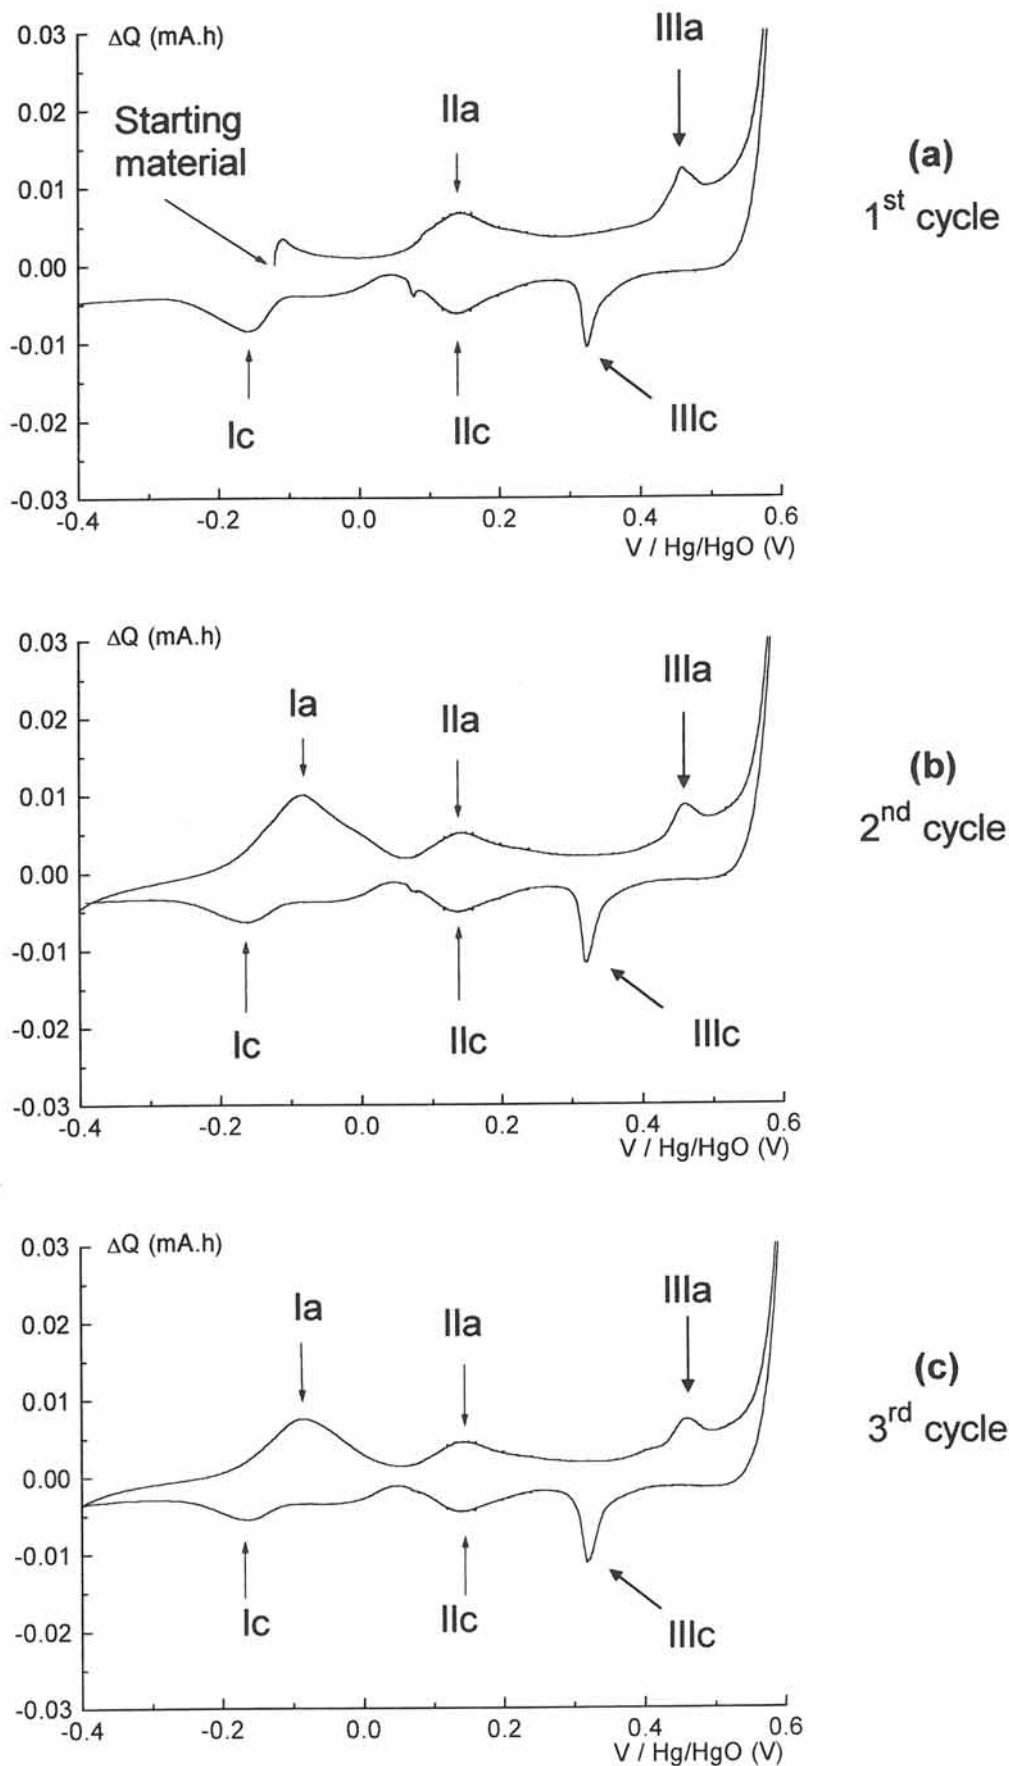 0.03 ΔQ (mA.h) IIIa
0.02 Starting material IIa
0.01
0.00
-0.01
-0.02 Ic IIc IIIc
-0.03
-0.4 -0.2 0.0 0.2 0.4 0.6
V / Hg/HgO (V)
(a)
1st cycle
0.03 ΔQ (mA.h) IIIa
0.02 Ia IIa
0.01
0.00
-0.01
-0.02 Ic IIc IIIc
-0.03
-0.4 -0.2 0.0 0.2 0.4 0.6
V / Hg/HgO (V)
(b)
2nd cycle
0.03 ΔQ (mA.h) IIIa
0.02 Ia IIa
0.01
0.00
-0.01
-0.02 Ic IIc IIIc
-0.03
-0.4 -0.2 0.0 0.2 0.4 0.6
V / Hg/HgO (V)
(c)
3rd cycle